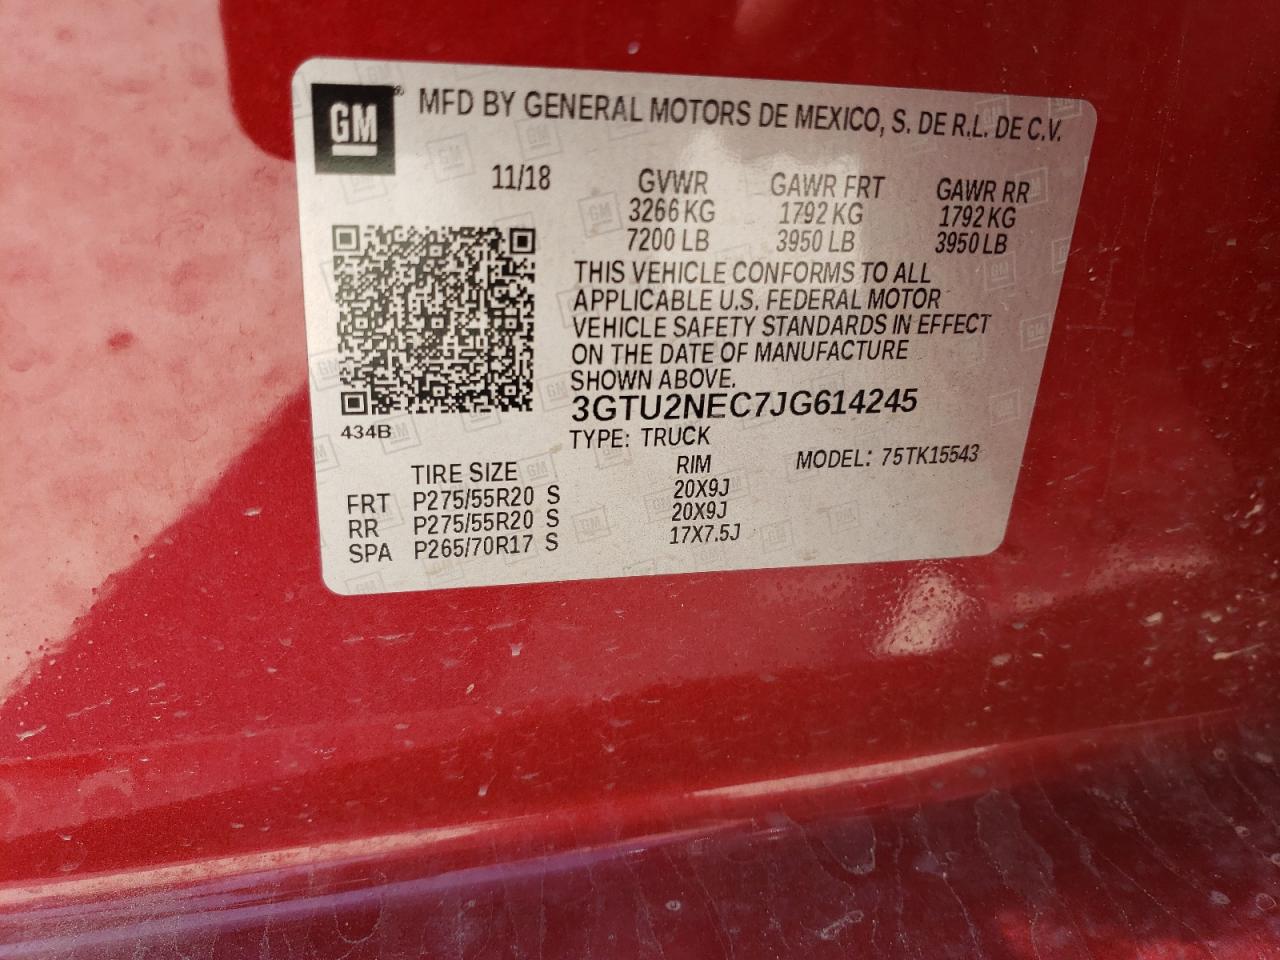 GM® MFD BY GENERAL MOTORS DE MEXICO, S. DE R.L. DE C.V.
11/18
GVWR GAWR FRT GAWR RR
3266 KG 1792 KG 1792 KG
7200 LB 3950 LB 3950 LB
THIS VEHICLE CONFORMS TO ALL
APPLICABLE U.S. FEDERAL MOTOR
VEHICLE SAFETY STANDARDS IN EFFECT
ON THE DATE OF MANUFACTURE
SHOWN ABOVE.
3GTU2NEC7JG614245
434B
TYPE: TRUCK
MODEL: 75TK15543
TIRE SIZE RIM
FRT P275/55R20 S 20X9J
RR P275/55R20 S 20X9J
SPA P265/70R17 S 17X7.5J